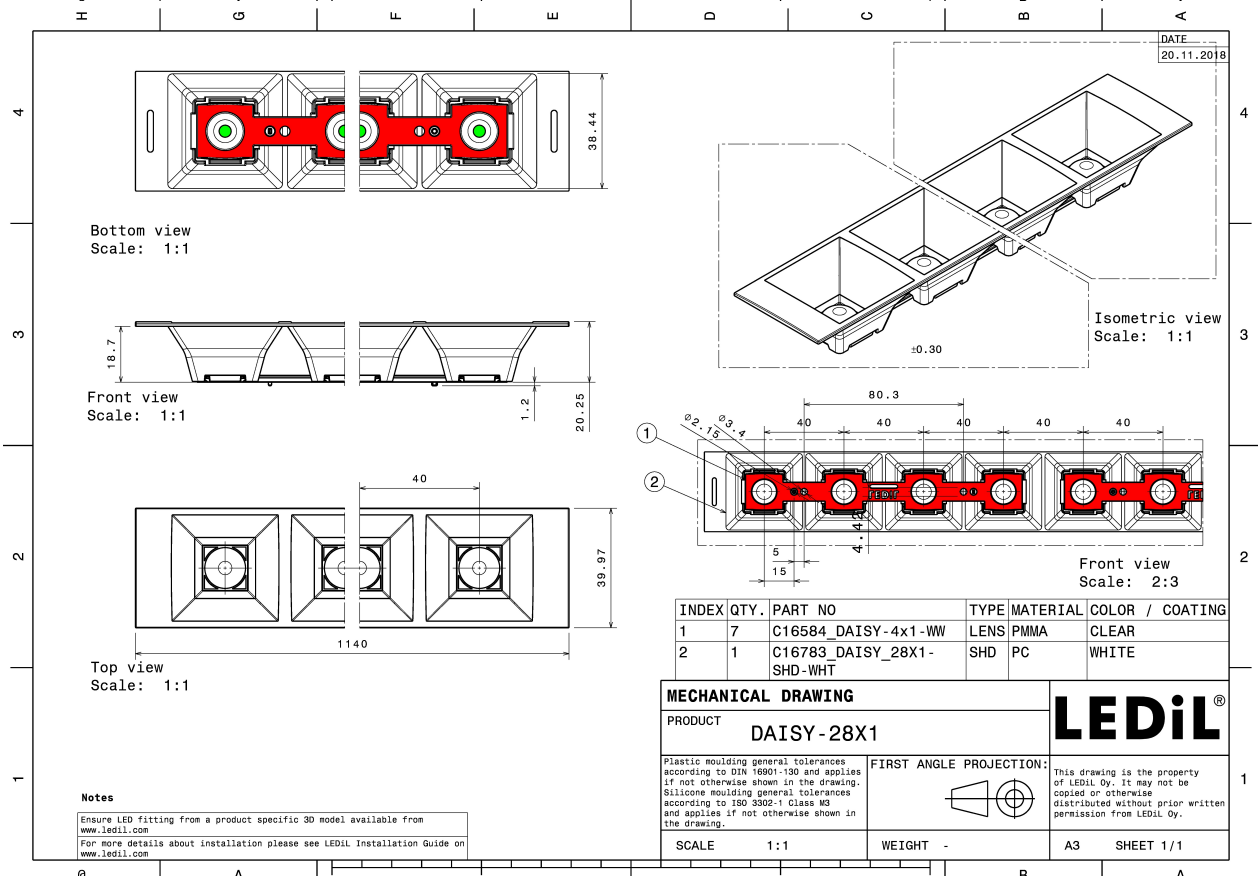 H G F E D C B A
DATE
20.11.2018
4
4
38.44
Bottom view
Scale: 1:1
3
3
18.7
1.2
20.25
Front view
Scale: 1:1
Isometric view
Scale: 1:1
±0.30
80.3
Ø2.15
Ø3.4
40 40 40 40 40
1
2
LEDiL
LED
4.42
5
15
Front view
Scale: 2:3
2
2
40
39.97
1140
Top view
Scale: 1:1
INDEX QTY. PART NO TYPE MATERIAL COLOR / COATING
1 7 C16584_DAISY-4x1-WW LENS PMMA CLEAR
2 1 C16783_DAISY_28X1- SHD PC WHITE
SHD-WHT
MECHANICAL DRAWING
PRODUCT
DAISY-28X1
LEDiL®
Plastic moulding general tolerances
according to DIN 16901-130 and applies
if not otherwise shown in the drawing.
Silicone moulding general tolerances
according to ISO 3302-1 Class M3
and applies if not otherwise shown in
the drawing.
FIRST ANGLE PROJECTION:
This drawing is the property
of LEDiL Oy. It may not be
copied or otherwise
distributed without prior written
permission from LEDiL Oy.
1
1
SCALE 1:1 WEIGHT - A3 SHEET 1/1
Notes
Ensure LED fitting from a product specific 3D model available from
www.ledil.com
For more details about installation please see LEDiL Installation Guide on
www.ledil.com